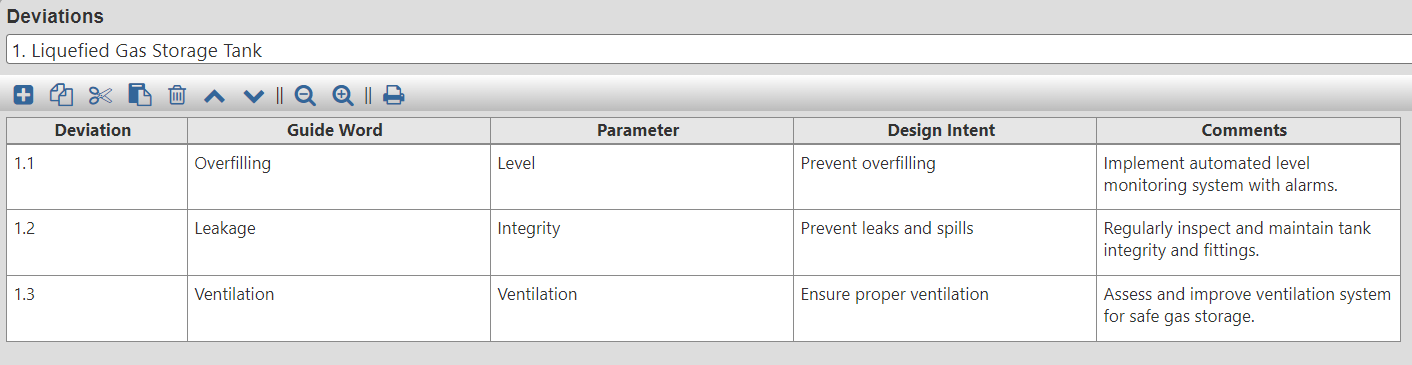 Deviations
1. Liquefied Gas Storage Tank
Deviation Guide Word Parameter Design Intent Comments
1.1 Overfilling Level Prevent overfilling Implement automated level
monitoring system with alarms.
1.2 Leakage Integrity Prevent leaks and spills Regularly inspect and maintain tank
integrity and fittings.
1.3 Ventilation Ventilation Ensure proper ventilation Assess and improve ventilation system
for safe gas storage.